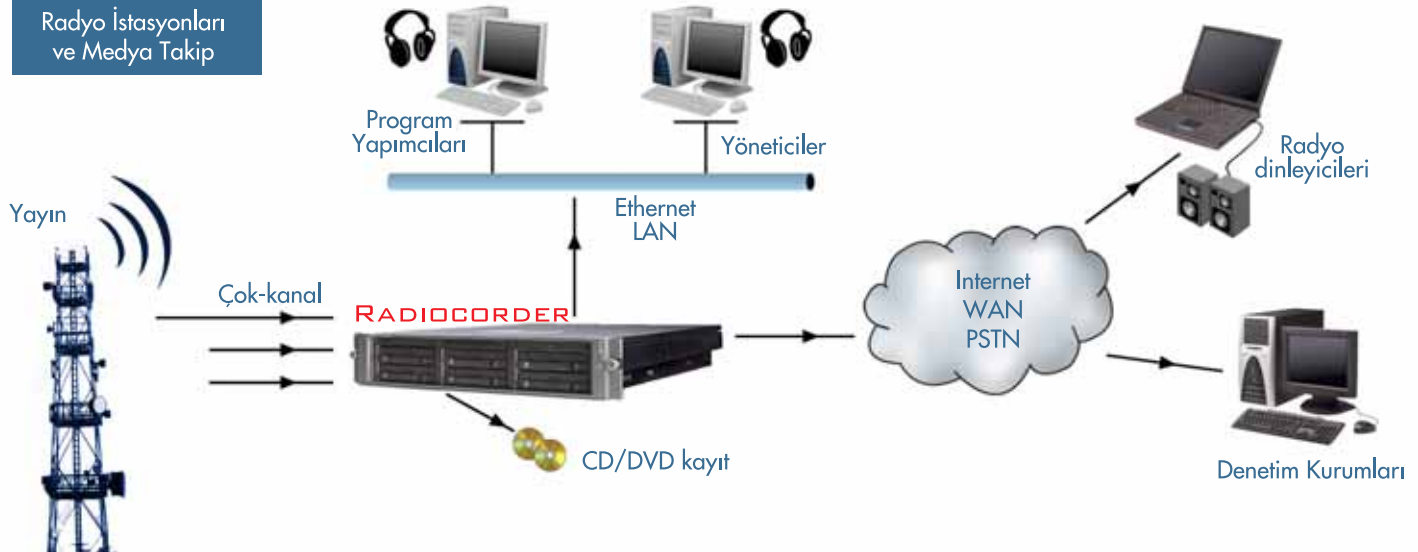 Radyo İstasyonları
ve Medya Takip
Program
Yapımcıları
Yöneticiler
Radyo
dinleyicileri
Yayın
Ethernet
LAN
Çok-kanal
RADIOCORDER
Internet
WAN
PSTN
CD/DVD kayıt
Denetim Kurumları